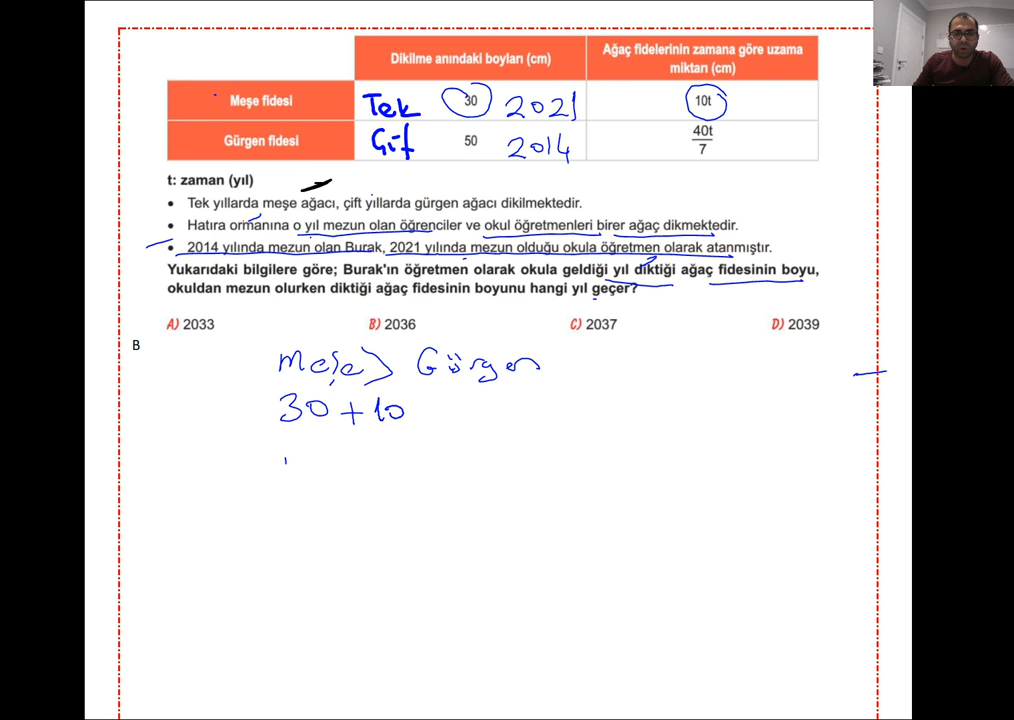 Dikilme anındaki boyları (cm)
Ağaç fidelerinin zamana göre uzama
miktarı (cm)
Meşe fidesi
Tek
30
2021
10t
Gürgen fidesi
Çift
50
2014
40t
7
t: zaman (yıl)
• Tek yıllarda meşe ağacı, çift yıllarda gürgen ağacı dikilmektedir.
• Hatıra ormanına o yıl mezun olan öğrenciler ve okul öğretmenleri birer ağaç dikmektedir.
• 2014 yılında mezun olan Burak, 2021 yılında mezun olduğu okula öğretmen olarak atanmıştır.
Yukarıdaki bilgilere göre; Burak'ın öğretmen olarak okula geldiği yıl diktiği ağaç fidesinin boyu,
okuldan mezun olurken diktiği ağaç fidesinin boyunu hangi yıl geçer?
A) 2033
B) 2036
C) 2037
D) 2039
B
Meşe > Gürgen
30 + 10